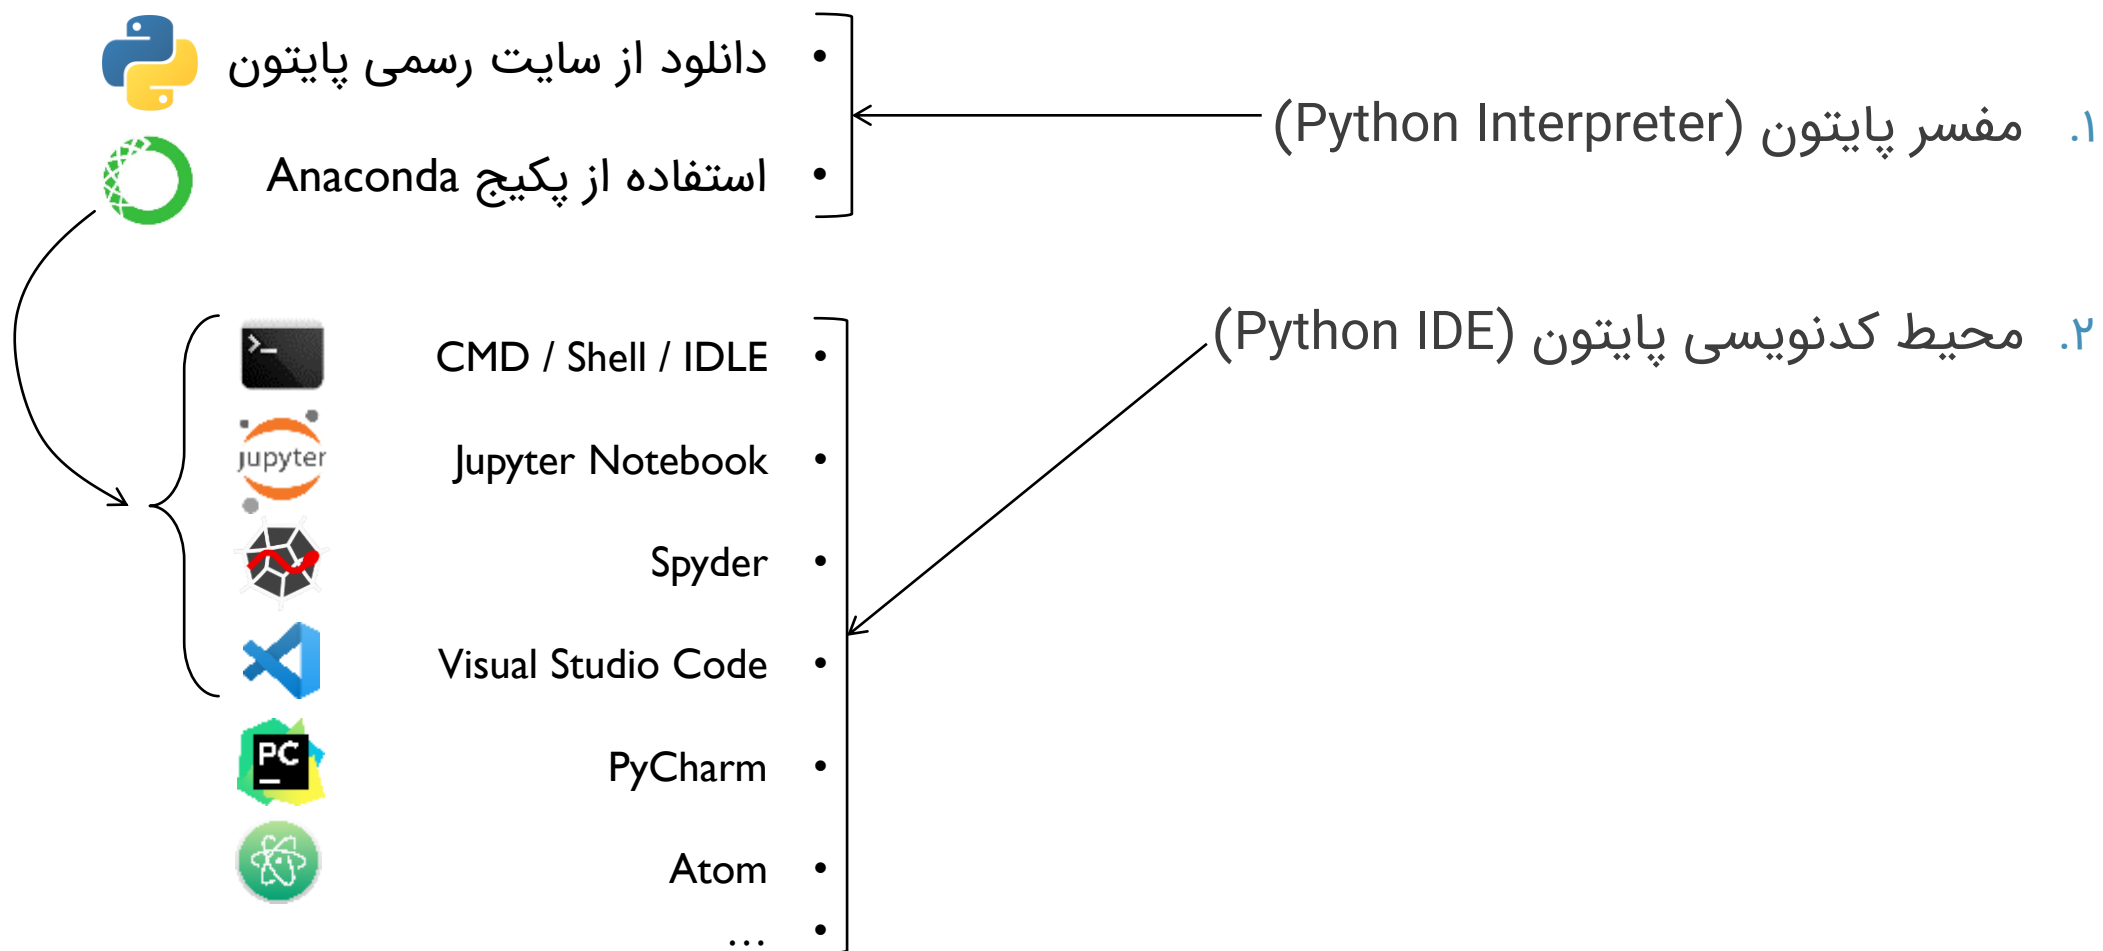 ۱. مفسر پایتون (Python Interpreter)
• دانلود از سایت رسمی پایتون
• استفاده از پکیج Anaconda
۲. محیط کدنویسی پایتون (Python IDE)
• CMD / Shell / IDLE
>_
• Jupyter Notebook
jupyter
• Spyder
• Visual Studio Code
• PyCharm
PC
• Atom
• ...